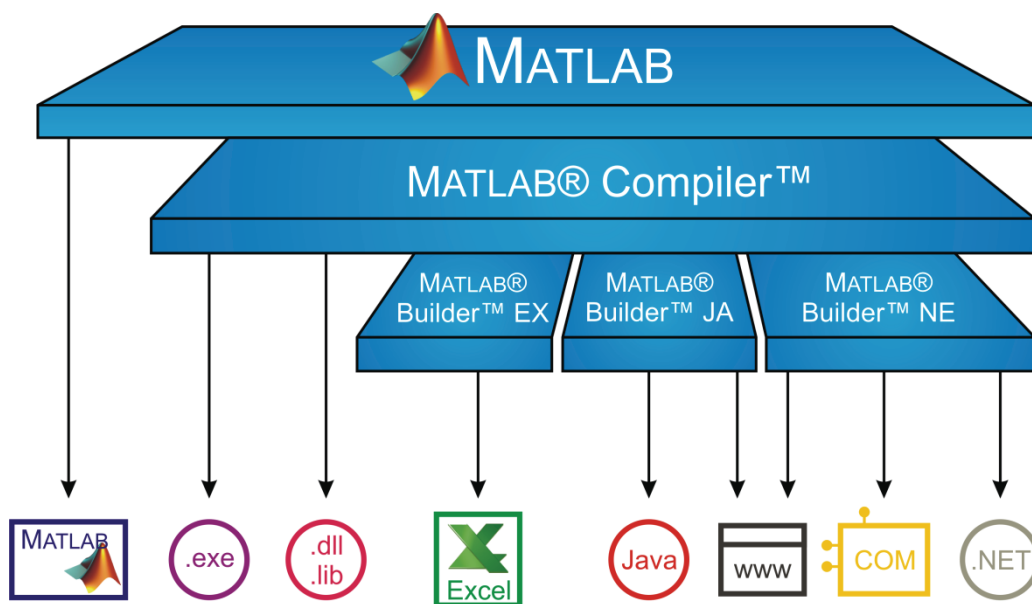 MATLAB
MATLAB® Compiler™
MATLAB®
Builder™ EX
MATLAB®
Builder™ JA
MATLAB®
Builder™ NE
MATLAB
.exe
.dll
.lib
Excel
Java
www
COM
.NET